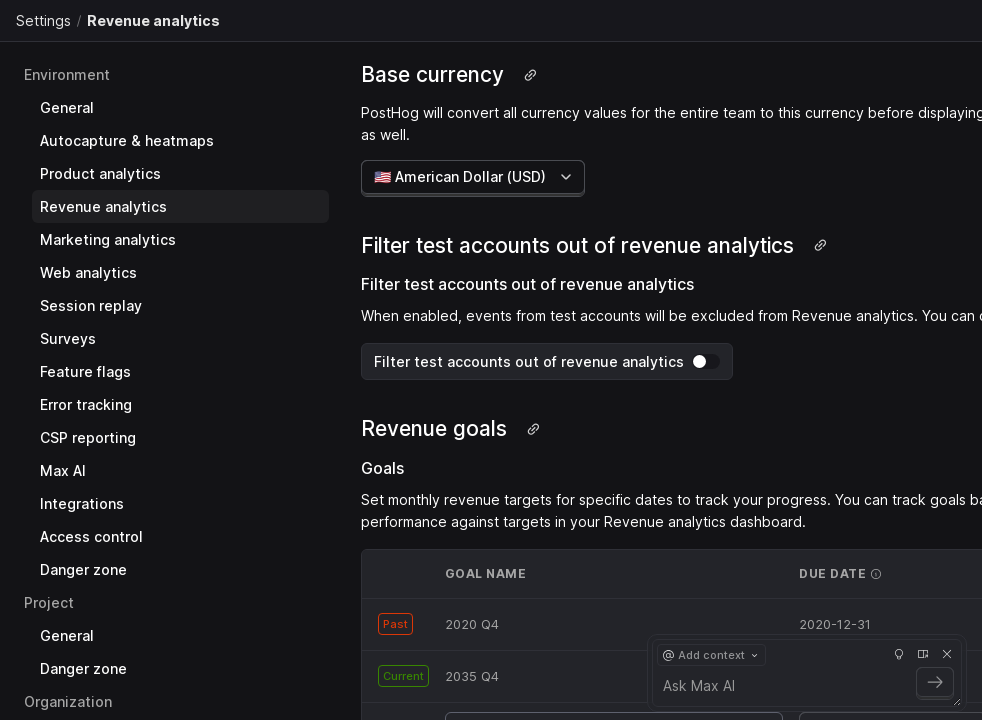 Settings / Revenue analytics
Environment
General
Autocapture & heatmaps
Product analytics
Revenue analytics
Marketing analytics
Web analytics
Session replay
Surveys
Feature flags
Error tracking
CSP reporting
Max AI
Integrations
Access control
Danger zone
Project
General
Danger zone
Organization
Base currency
PostHog will convert all currency values for the entire team to this currency before displaying
as well.
American Dollar (USD)
Filter test accounts out of revenue analytics
Filter test accounts out of revenue analytics
When enabled, events from test accounts will be excluded from Revenue analytics. You can
Filter test accounts out of revenue analytics
Revenue goals
Goals
Set monthly revenue targets for specific dates to track your progress. You can track goals
performance against targets in your Revenue analytics dashboard.
GOAL NAME DUE DATE
Past 2020 Q4 2020-12-31
Current 2035 Q4
@ Add context
Ask Max AI